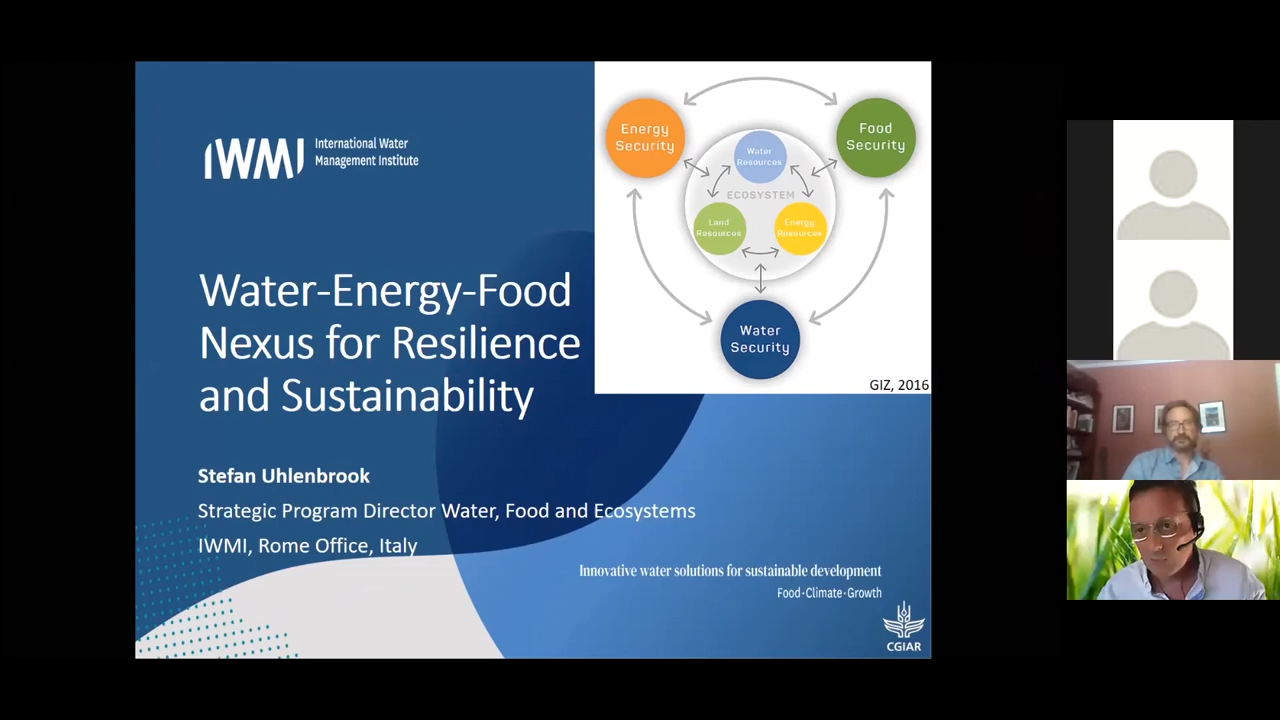 IWMI
International Water
Management Institute
Energy
Security
Food
Security
Water
Resources
ECOSYSTEM
Land
Resources
Energy
Resources
Water
Security
GIZ, 2016
Water-Energy-Food
Nexus for Resilience
and Sustainability
Stefan Uhlenbrook
Strategic Program Director Water, Food and Ecosystems
IWMI, Rome Office, Italy
Innovative water solutions for sustainable development
Food·Climate·Growth
CGIAR